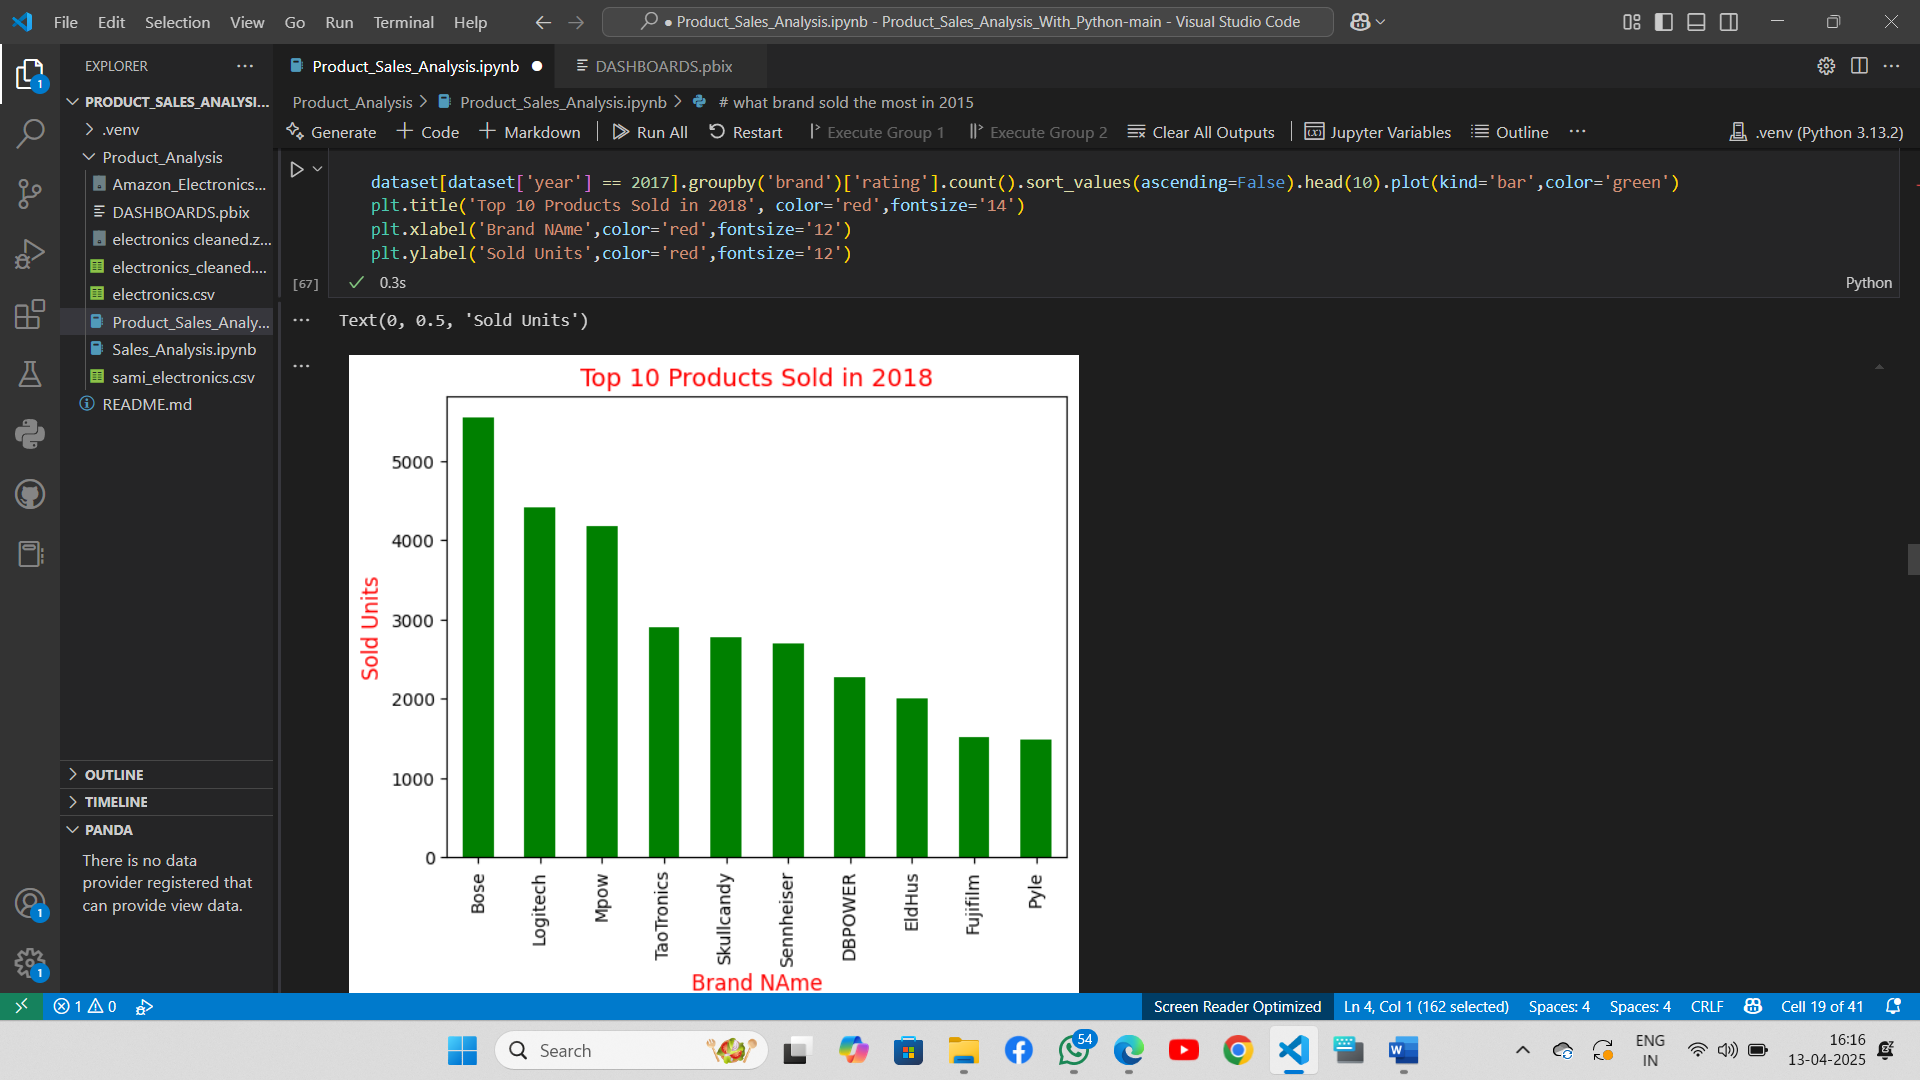 File Edit Selection View Go Run Terminal Help
● Product_Sales_Analysis.ipynb - Product_Sales_Analysis_With_Python-main - Visual Studio Code
EXPLORER
PRODUCT_SALES_ANALYSI...
.venv
Product_Analysis
Amazon_Electronics...
DASHBOARDS.pbix
electronics cleaned.z...
electronics_cleaned....
electronics.csv
Product_Sales_Analy...
Sales_Analysis.ipynb
sami_electronics.csv
README.md
OUTLINE
TIMELINE
PANDA
There is no data
provider registered that
can provide view data.
1
1
1
Product_Sales_Analysis.ipynb ● DASHBOARDS.pbix
Product_Analysis > Product_Sales_Analysis.ipynb > # what brand sold the most in 2015
Generate + Code + Markdown Run All Restart Execute Group 1 Execute Group 2 Clear All Outputs Jupyter Variables Outline ... .venv (Python 3.13.2)
dataset[dataset['year'] == 2017].groupby('brand')['rating'].count().sort_values(ascending=False).head(10).plot(kind='bar',color='green')
plt.title('Top 10 Products Sold in 2018', color='red',fontsize='14')
plt.xlabel('Brand NAme',color='red',fontsize='12')
plt.ylabel('Sold Units',color='red',fontsize='12')
[67] 0.3s Python
Text(0, 0.5, 'Sold Units')
Top 10 Products Sold in 2018
Sold Units
5000
4000
3000
2000
1000
0
Bose Logitech Mpow TaoTronics Skullcandy Sennheiser DBPOWER EldHus Fujifilm Pyle
Brand NAme
1 0 Screen Reader Optimized Ln 4, Col 1 (162 selected) Spaces: 4 Spaces: 4 CRLF Cell 19 of 41
Search
54
ENG
IN
16:16
13-04-2025